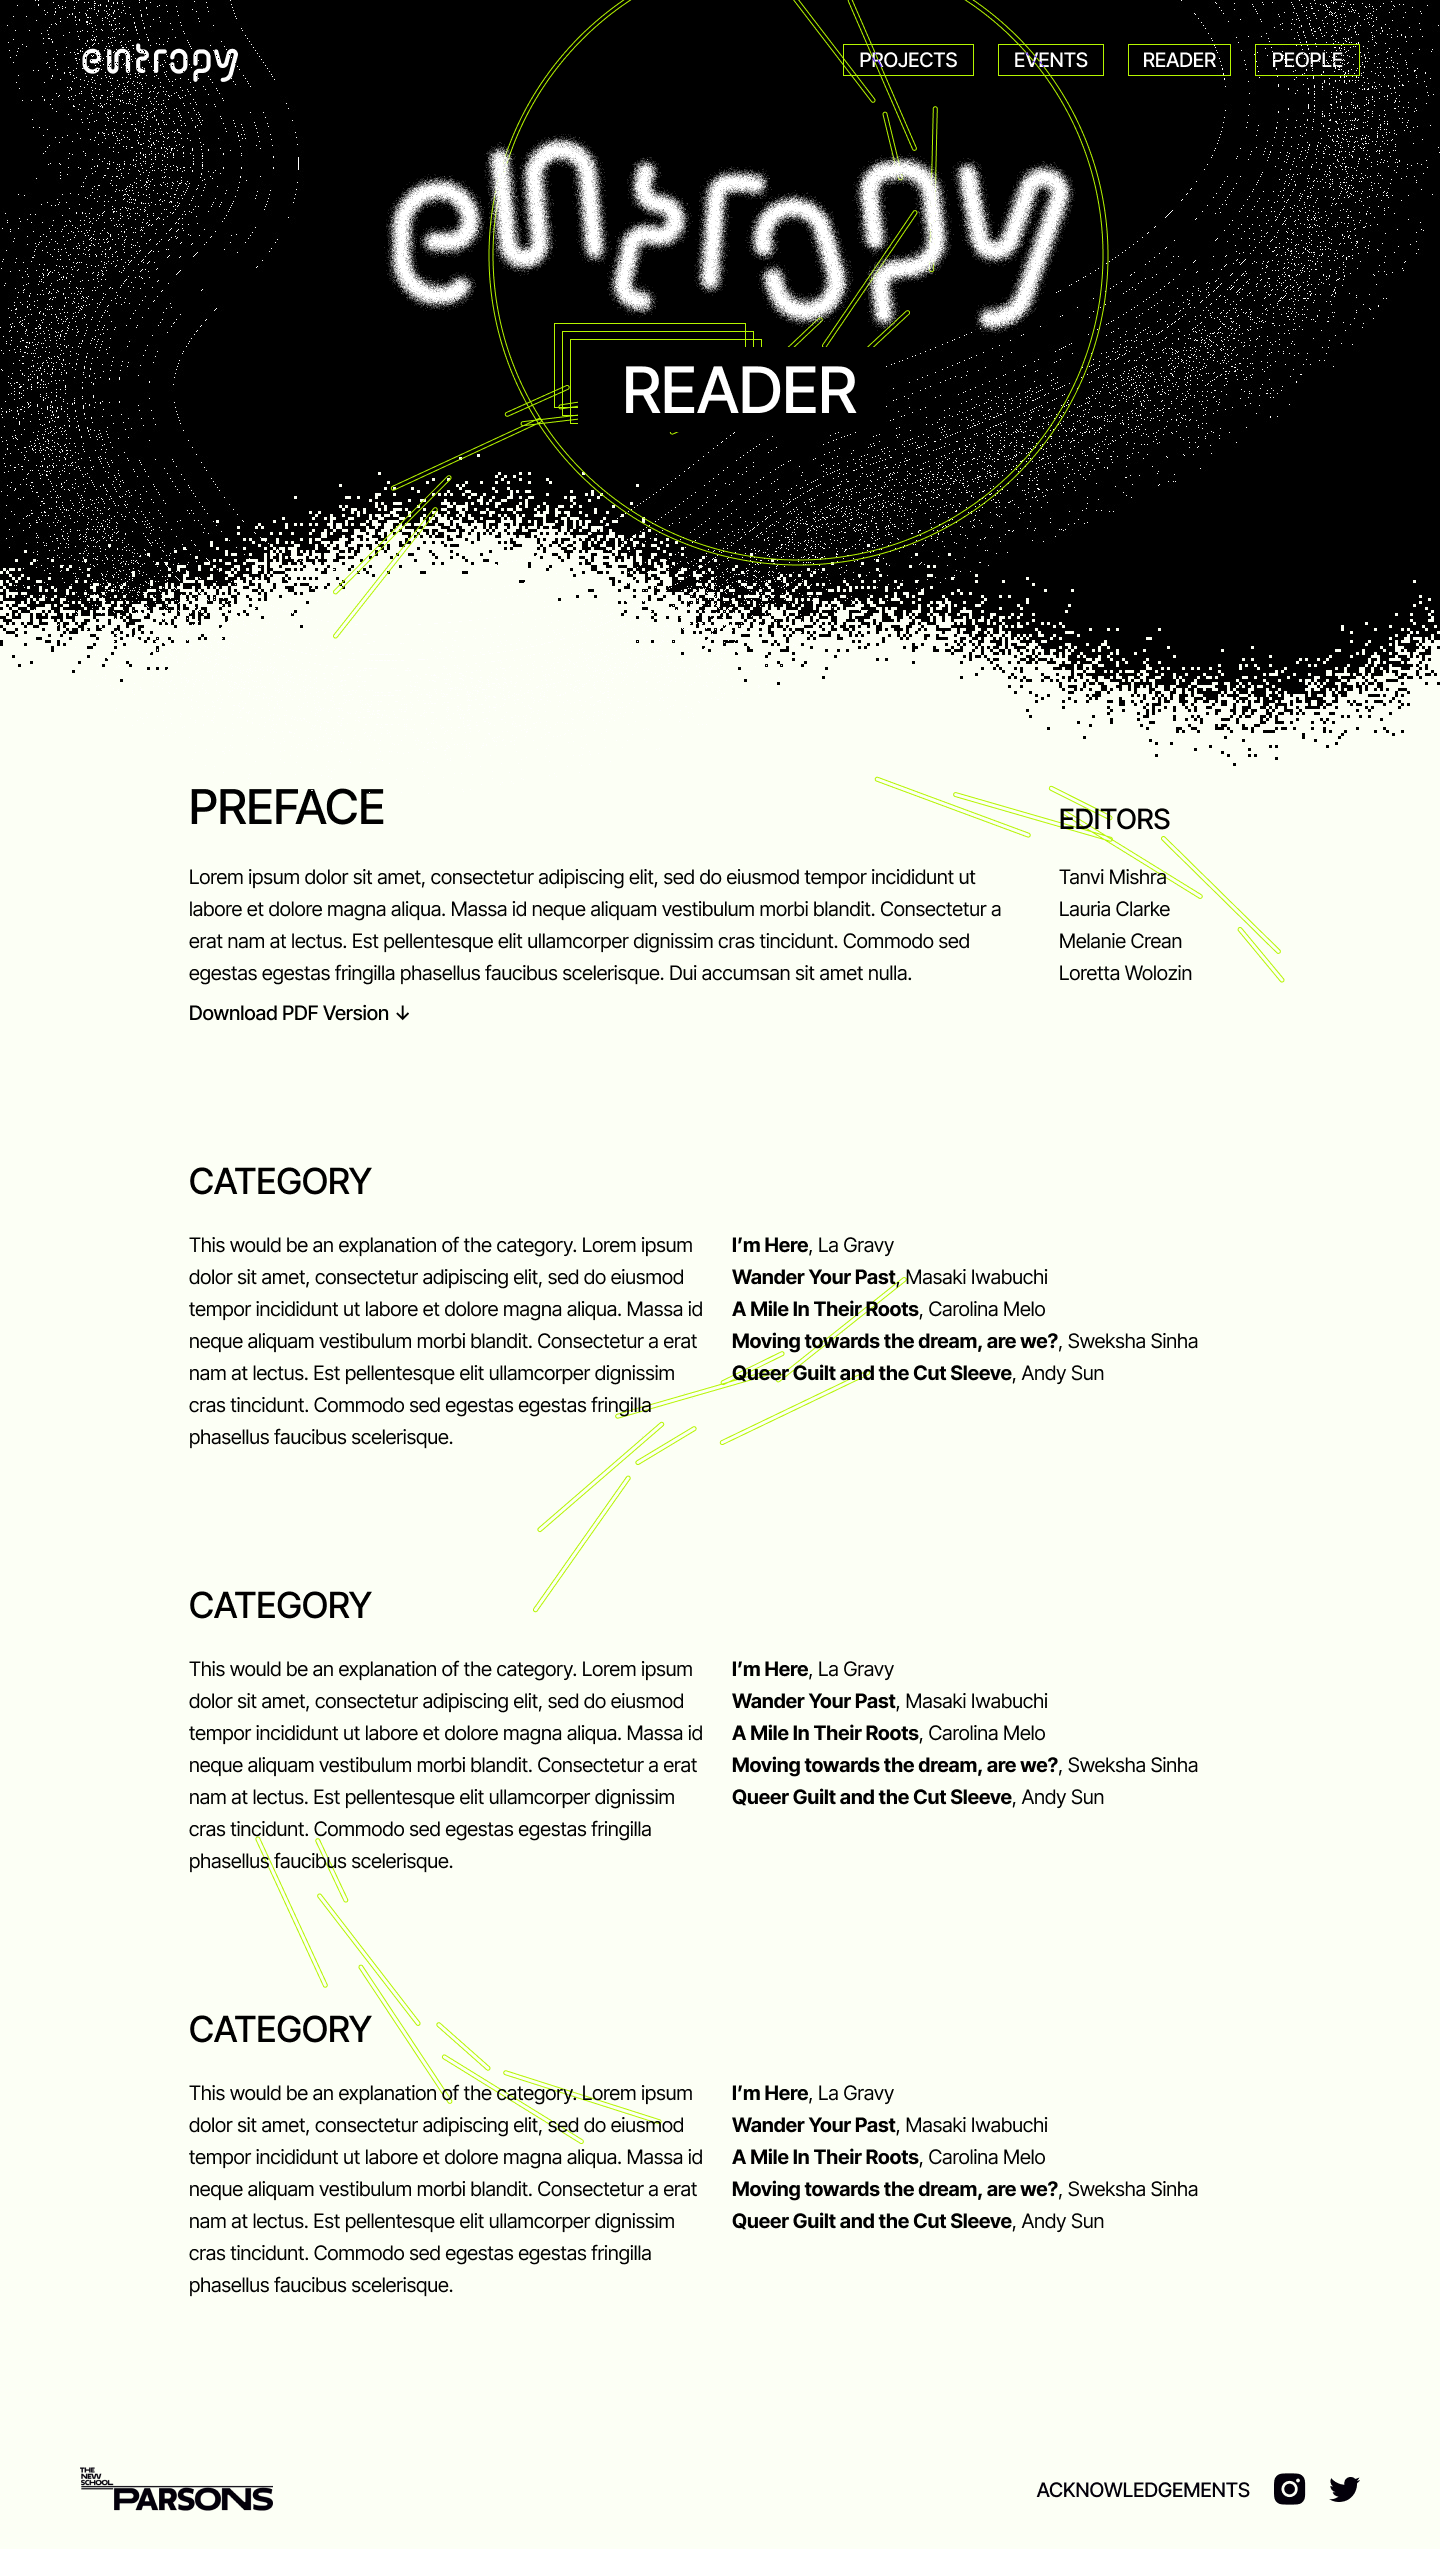 entropy
PROJECTS
EVENTS
READER
PEOPLE
entropy
READER
PREFACE
Lorem ipsum dolor sit amet, consectetur adipiscing elit, sed do eiusmod tempor incididunt ut
labore et dolore magna aliqua. Massa id neque aliquam vestibulum morbi blandit. Consectetur a
erat nam at lectus. Est pellentesque elit ullamcorper dignissim cras tincidunt. Commodo sed
egestas egestas fringilla phasellus faucibus scelerisque. Dui accumsan sit amet nulla.
Download PDF Version ↓
EDITORS
Tanvi Mishra
Lauria Clarke
Melanie Crean
Loretta Wolozin
CATEGORY
This would be an explanation of the category. Lorem ipsum
dolor sit amet, consectetur adipiscing elit, sed do eiusmod
tempor incididunt ut labore et dolore magna aliqua. Massa id
neque aliquam vestibulum morbi blandit. Consectetur a erat
nam at lectus. Est pellentesque elit ullamcorper dignissim
cras tincidunt. Commodo sed egestas egestas fringilla
phasellus faucibus scelerisque.
I’m Here, La Gravy
Wander Your Past, Masaki Iwabuchi
A Mile In Their Roots, Carolina Melo
Moving towards the dream, are we?, Sweksha Sinha
Queer Guilt and the Cut Sleeve, Andy Sun
CATEGORY
This would be an explanation of the category. Lorem ipsum
dolor sit amet, consectetur adipiscing elit, sed do eiusmod
tempor incididunt ut labore et dolore magna aliqua. Massa id
neque aliquam vestibulum morbi blandit. Consectetur a erat
nam at lectus. Est pellentesque elit ullamcorper dignissim
cras tincidunt. Commodo sed egestas egestas fringilla
phasellus faucibus scelerisque.
I’m Here, La Gravy
Wander Your Past, Masaki Iwabuchi
A Mile In Their Roots, Carolina Melo
Moving towards the dream, are we?, Sweksha Sinha
Queer Guilt and the Cut Sleeve, Andy Sun
CATEGORY
This would be an explanation of the category. Lorem ipsum
dolor sit amet, consectetur adipiscing elit, sed do eiusmod
tempor incididunt ut labore et dolore magna aliqua. Massa id
neque aliquam vestibulum morbi blandit. Consectetur a erat
nam at lectus. Est pellentesque elit ullamcorper dignissim
cras tincidunt. Commodo sed egestas egestas fringilla
phasellus faucibus scelerisque.
I’m Here, La Gravy
Wander Your Past, Masaki Iwabuchi
A Mile In Their Roots, Carolina Melo
Moving towards the dream, are we?, Sweksha Sinha
Queer Guilt and the Cut Sleeve, Andy Sun
THE
NEW
SCHOOL
PARSONS
ACKNOWLEDGEMENTS